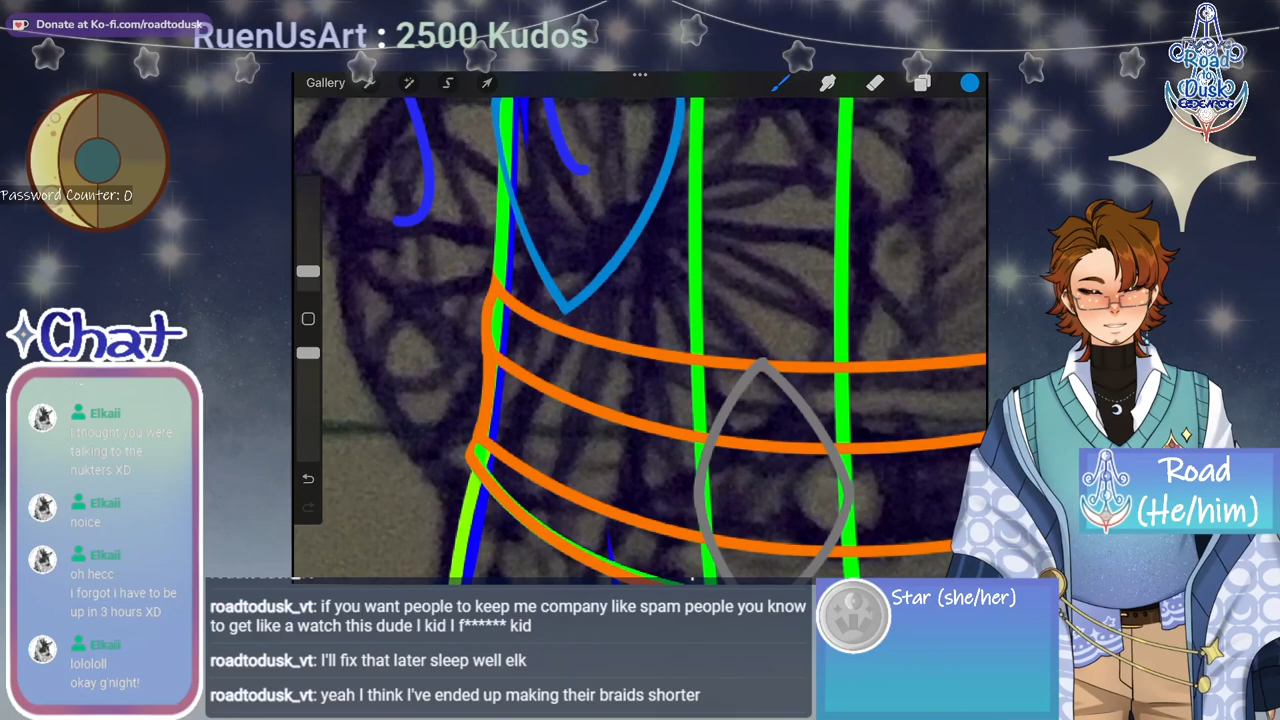 Donate at Ko-fi.com/roadtodusk
RuenUsArt : 2500 Kudos
Road
to
Dusk
Gallery
Password Counter: 0
Chat
Elkaii
I thought you were
talking to the
nukters XD
Elkaii
noice
Elkaii
oh hecc
i forgot i have to be
up in 3 hours XD
Elkaii
lolololl
okay g'night!
Road
(He/him)
Star (she/her)
roadtodusk_vt: if you want people to keep me company like spam people you know
to get like a watch this dude I kid I f****** kid
roadtodusk_vt: I'll fix that later sleep well elk
roadtodusk_vt: yeah I think I've ended up making their braids shorter